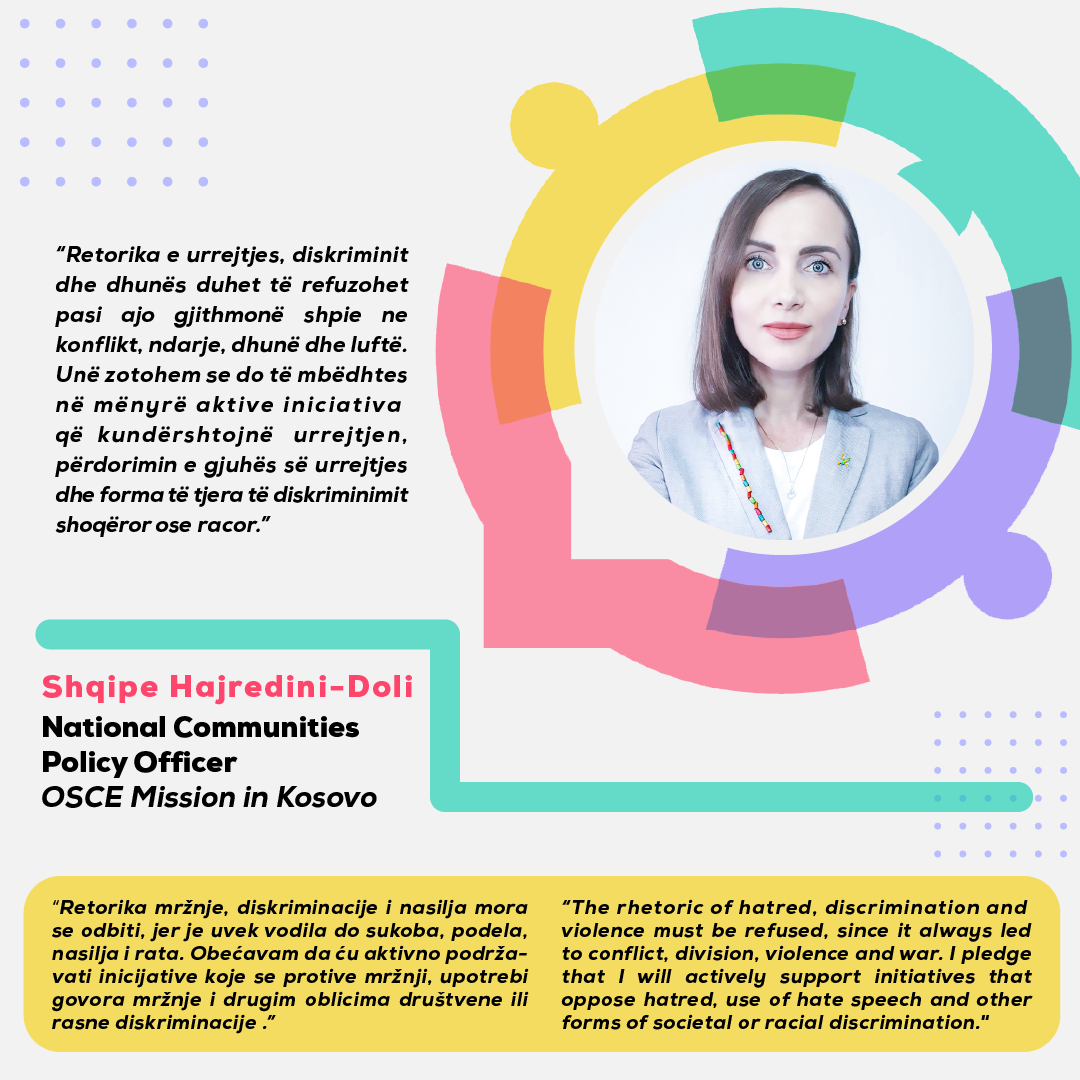 “Retorika e urrejtjes, diskriminit
dhe dhunës duhet të refuzohet
pasi ajo gjithmonë shpie ne
konflikt, ndarje, dhunë dhe luftë.
Unë zotohem se do të mbëdhtes
në mënyrë aktive iniciativa
që kundërshtojnë urrejtjen,
përdorimin e gjuhës së urrejtjes
dhe forma të tjera të diskriminimit
shoqëror ose racor.”
Shqipe Hajredini-Doli
National Communities
Policy Officer
OSCE Mission in Kosovo
“Retorika mržnje, diskriminacije i nasilja mora
se odbiti, jer je uvek vodila do sukoba, podela,
nasilja i rata. Obećavam da ću aktivno podrža-
vati inicijative koje se protive mržnji, upotrebi
govora mržnje i drugim oblicima društvene ili
rasne diskriminacije .”
“The rhetoric of hatred, discrimination and
violence must be refused, since it always led
to conflict, division, violence and war. I pledge
that I will actively support initiatives that
oppose hatred, use of hate speech and other
forms of societal or racial discrimination."